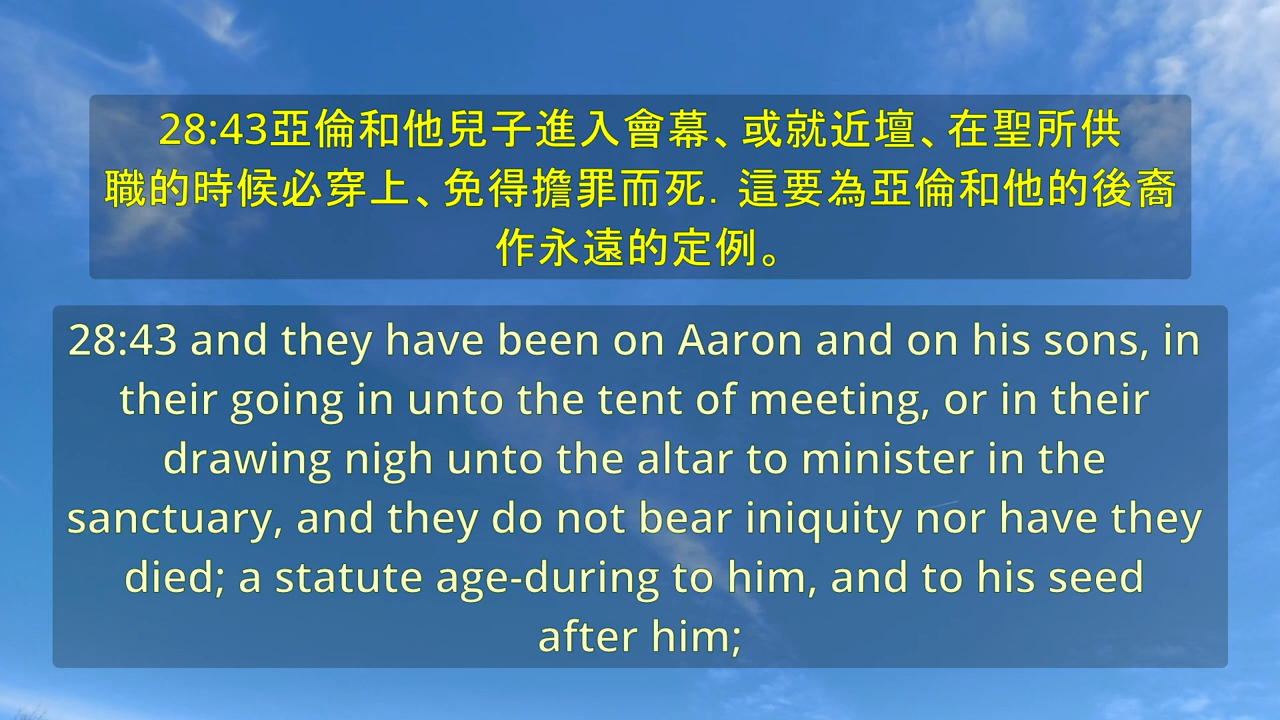 28:43亞倫和他兒子進入會幕、或就近壇、在聖所供
職的時候必穿上、免得擔罪而死. 這要為亞倫和他的後裔
作永遠的定例。
28:43 and they have been on Aaron and on his sons, in
their going in unto the tent of meeting, or in their
drawing nigh unto the altar to minister in the
sanctuary, and they do not bear iniquity nor have they
died; a statute age-during to him, and to his seed
after him;